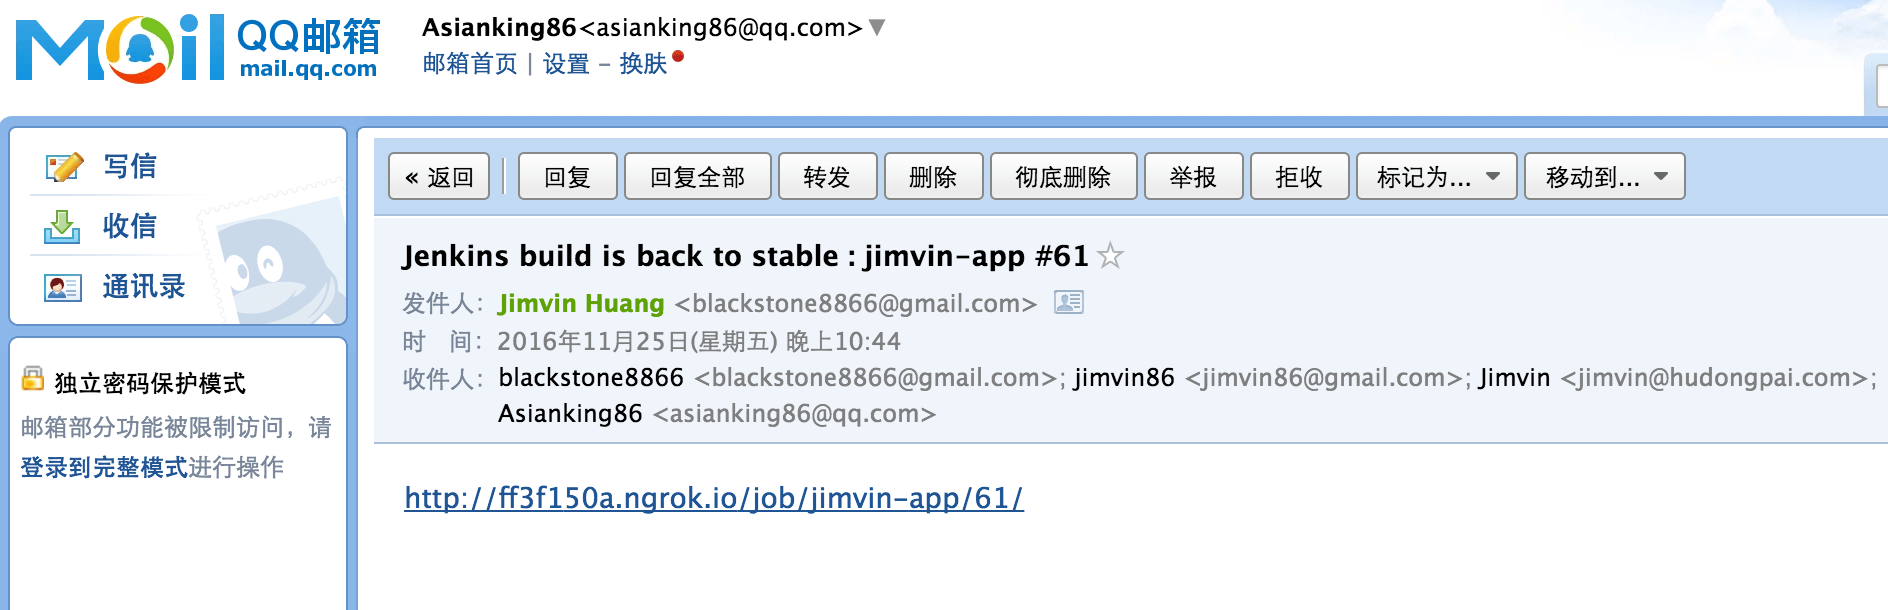 Mail QQ邮箱
mail.qq.com
Asianking86<asianking86@qq.com>
邮箱首页 | 设置 - 换肤
写信
收信
通讯录
独立密码保护模式
邮箱部分功能被限制访问，请
登录到完整模式进行操作
« 返回 回复 回复全部 转发 删除 彻底删除 举报 拒收 标记为... 移动到...
Jenkins build is back to stable : jimvin-app #61
发件人： Jimvin Huang <blackstone8866@gmail.com>
时 间： 2016年11月25日(星期五) 晚上10:44
收件人： blackstone8866 <blackstone8866@gmail.com>; jimvin86 <jimvin86@gmail.com>; Jimvin <jimvin@hudongpai.com>;
Asianking86 <asianking86@qq.com>
http://ff3f150a.ngrok.io/job/jimvin-app/61/